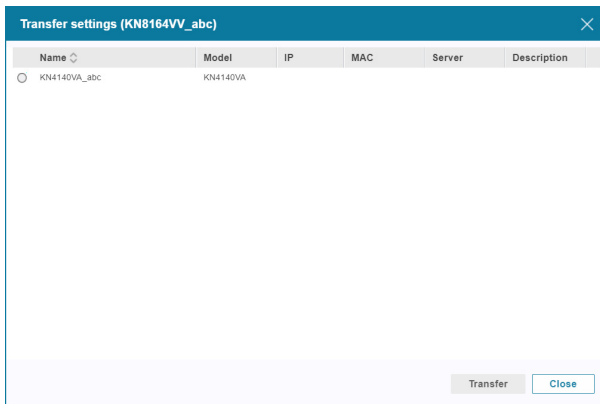 Transfer settings (KN8164VV_abc)
Name Model IP MAC Server Description
KN4140VA_abc KN4140VA
Transfer Close